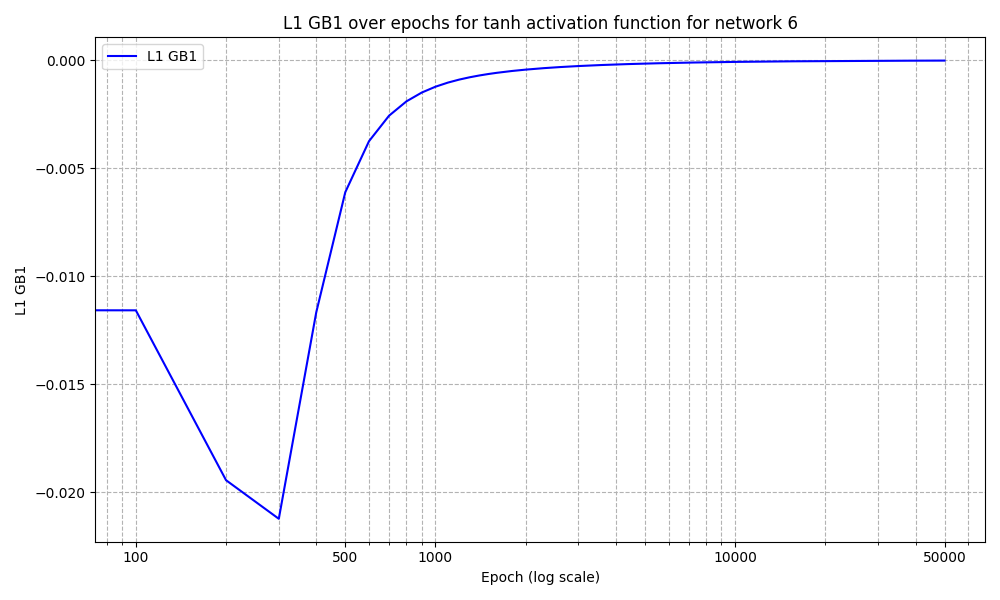 L1 GB1 over epochs for tanh activation function for network 6
L1 GB1
0.000
−0.005
−0.010
−0.015
−0.020
L1 GB1
100
500
1000
10000
50000
Epoch (log scale)